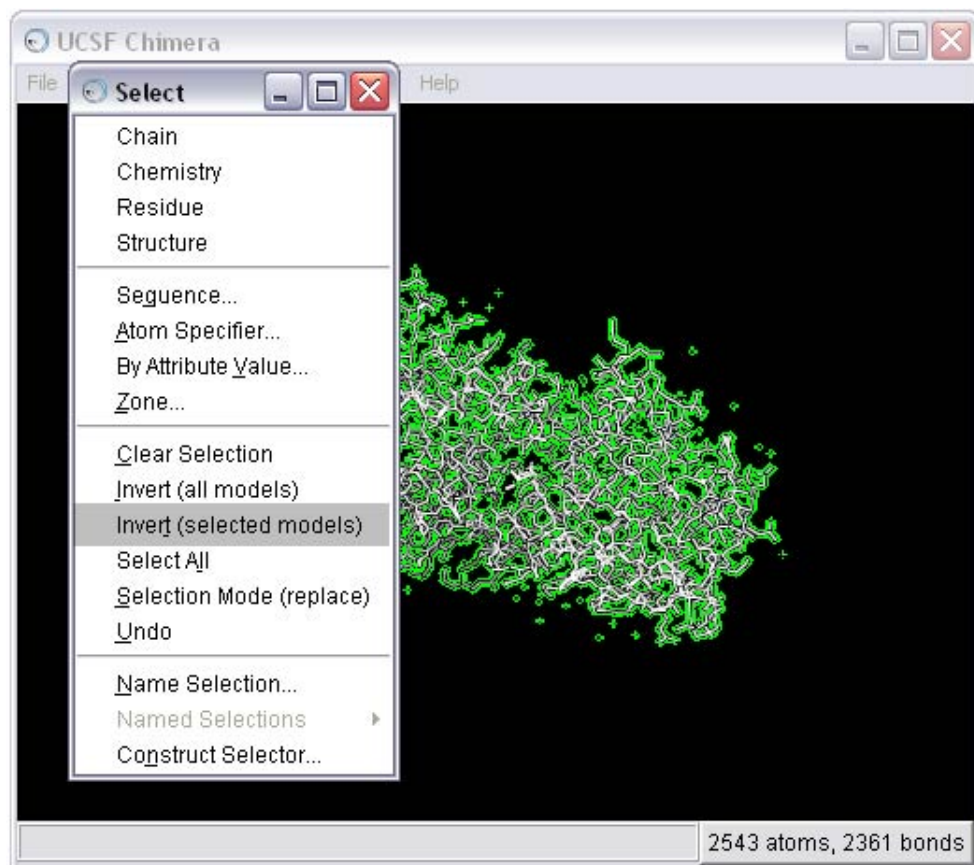 UCSF Chimera
File
Help
Select
Chain
Chemistry
Residue
Structure
Sequence...
Atom Specifier...
By Attribute Value...
Zone...
Clear Selection
Invert (all models)
Invert (selected models)
Select All
Selection Mode (replace)
Undo
Name Selection...
Named Selections
Construct Selector...
2543 atoms, 2361 bonds